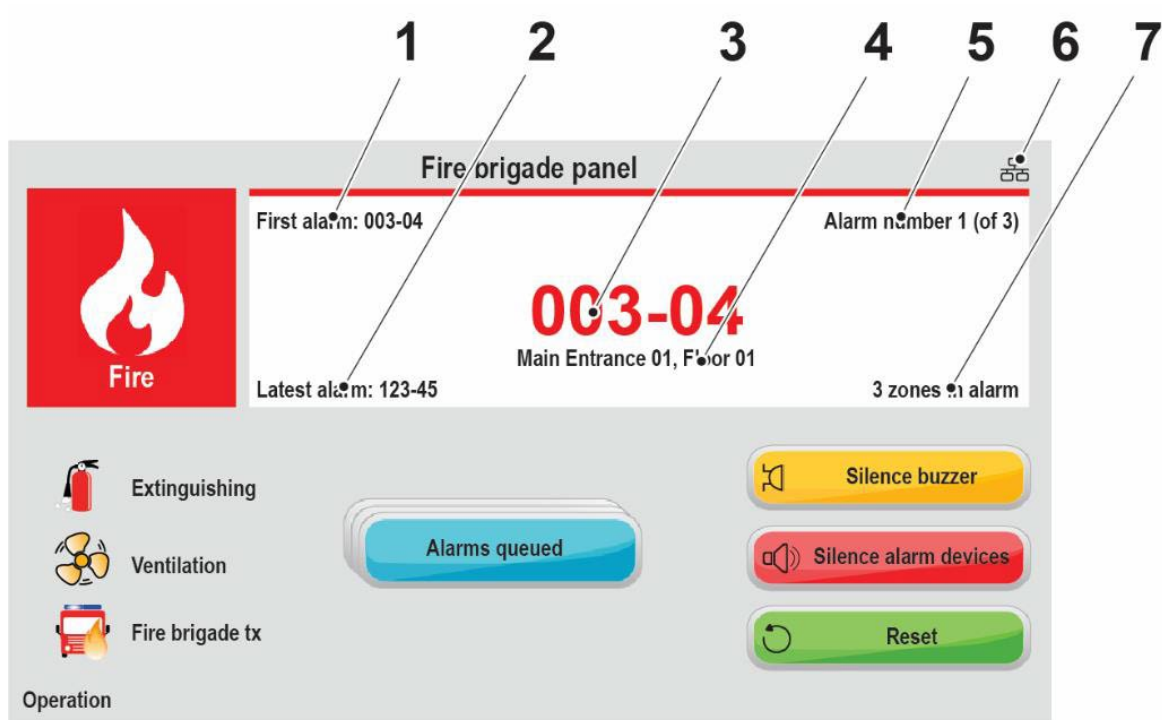 1 2 3 4 5 6 7
Fire brigade panel
First alarm: 003-04
Alarm number 1 (of 3)
003-04
Main Entrance 01, Floor 01
Fire
Latest alarm: 123-45
3 zones in alarm
Extinguishing
Silence buzzer
Alarms queued
Ventilation
Silence alarm devices
Fire brigade tx
Reset
Operation